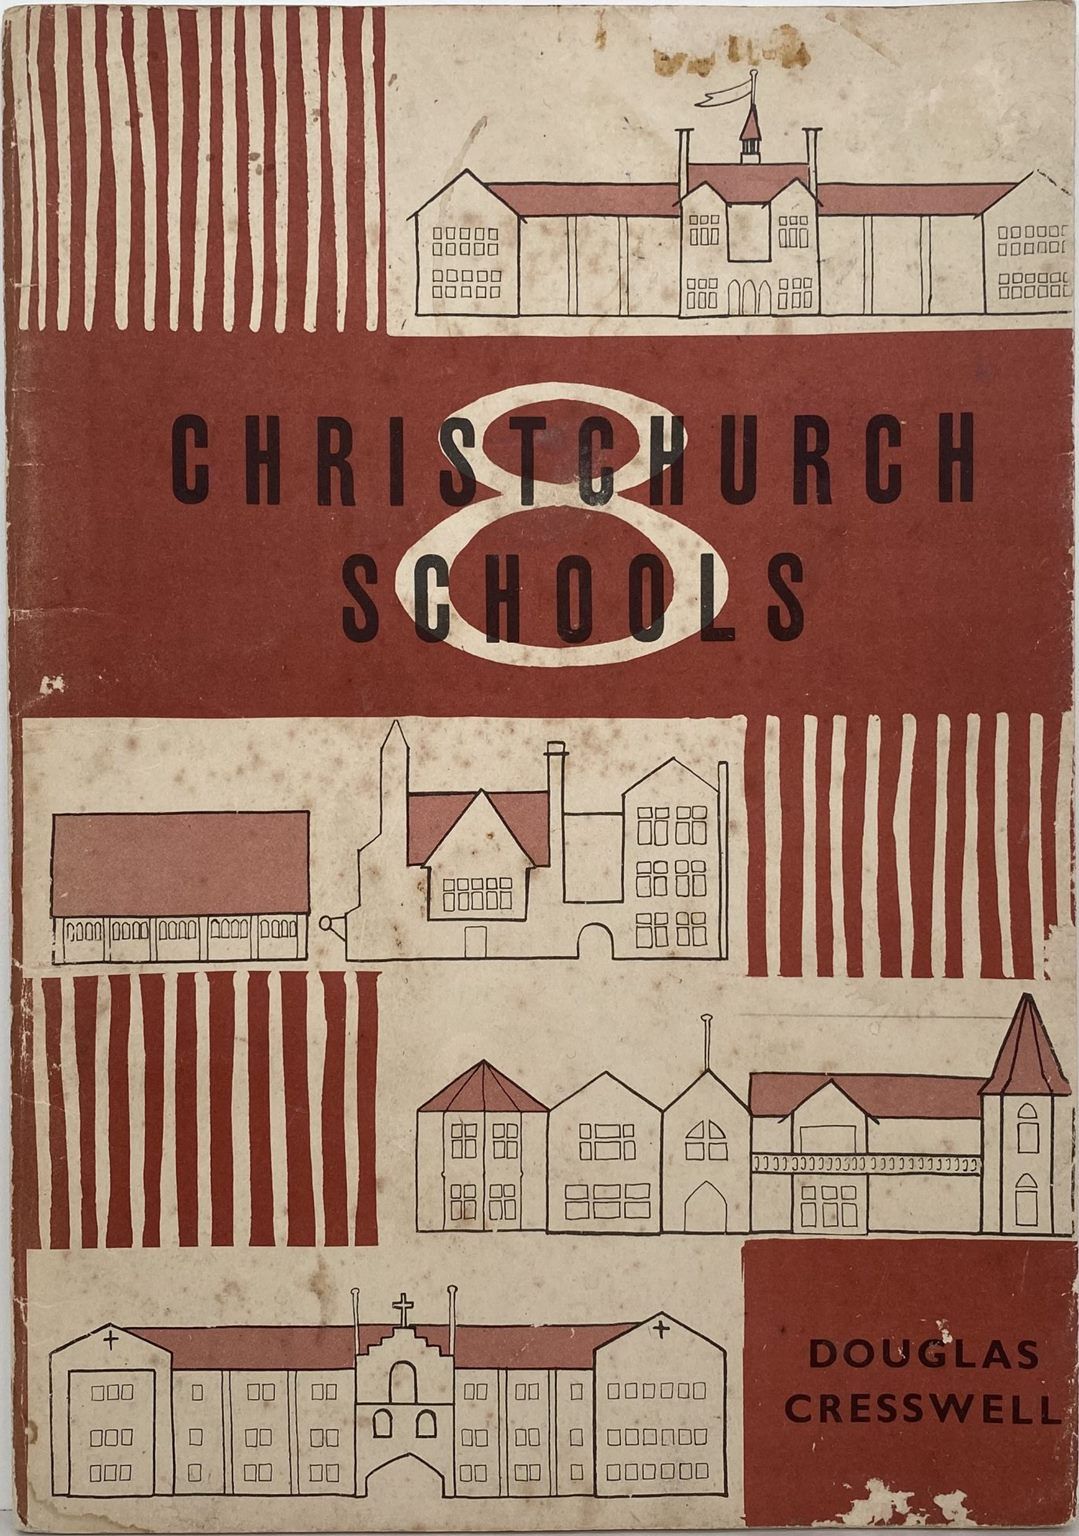 8
CHRISTCHURCH
SCHOOLS
DOUGLAS
CRESSWELL